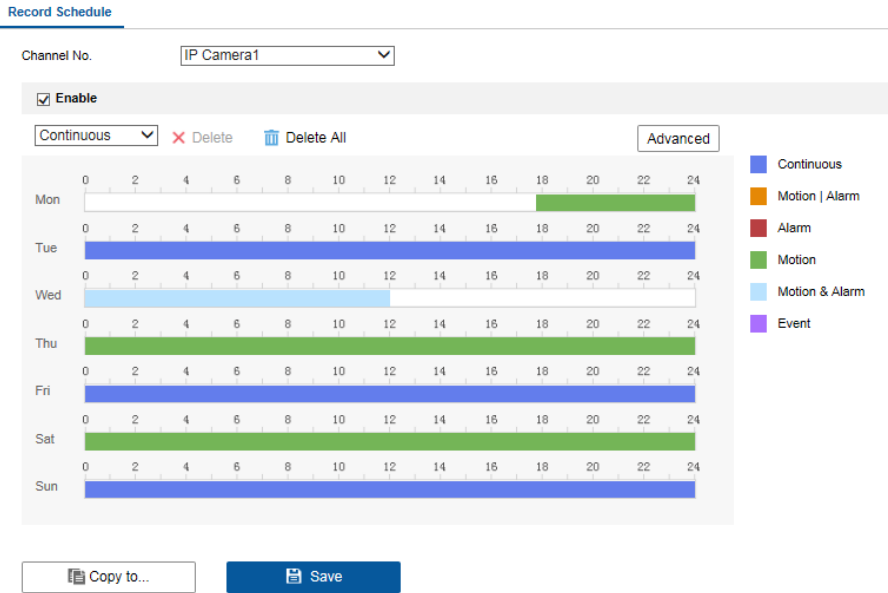 Record Schedule
Channel No. IP Camera1
Enable
Continuous Delete Delete All Advanced
0 2 4 6 8 10 12 14 16 18 20 22 24
Mon
0 2 4 6 8 10 12 14 16 18 20 22 24
Tue
0 2 4 6 8 10 12 14 16 18 20 22 24
Wed
0 2 4 6 8 10 12 14 16 18 20 22 24
Thu
0 2 4 6 8 10 12 14 16 18 20 22 24
Fri
0 2 4 6 8 10 12 14 16 18 20 22 24
Sat
0 2 4 6 8 10 12 14 16 18 20 22 24
Sun
Continuous
Motion | Alarm
Alarm
Motion
Motion & Alarm
Event
Copy to... Save